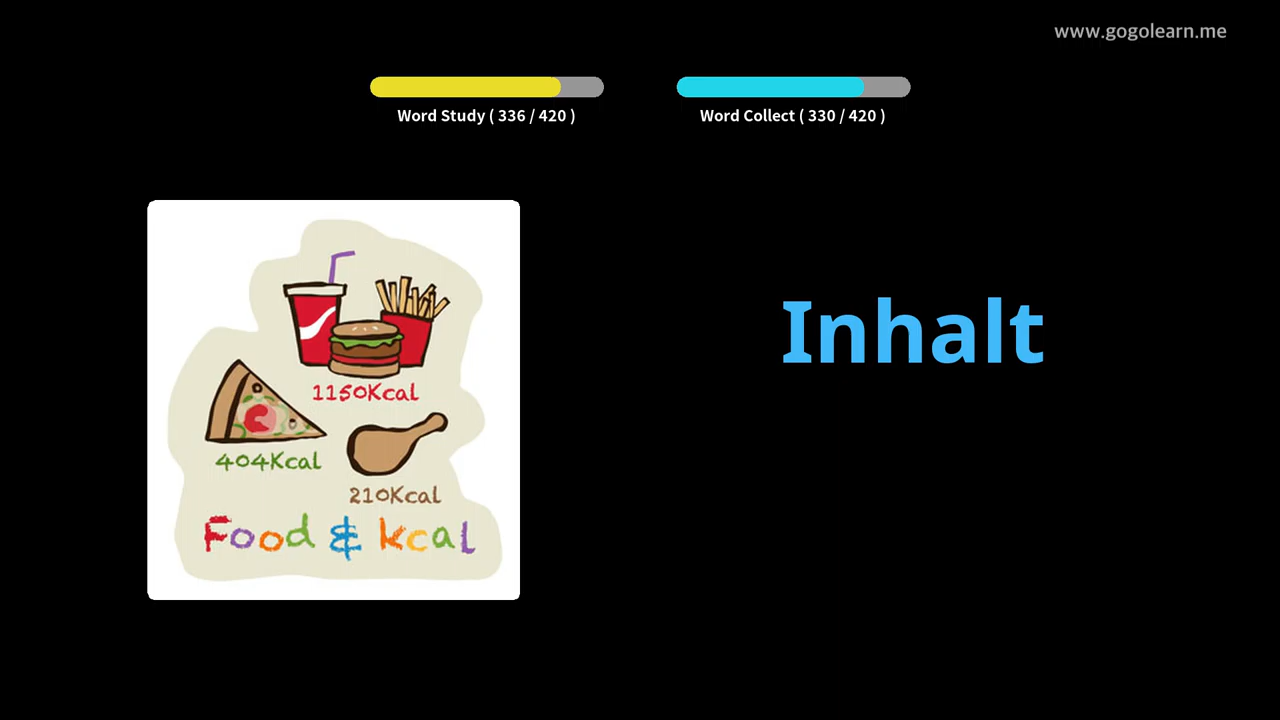 www.gogolearn.me
Word Study ( 336 / 420 )
Word Collect ( 330 / 420 )
Inhalt
1150Kcal
404Kcal
210Kcal
Food & kcal